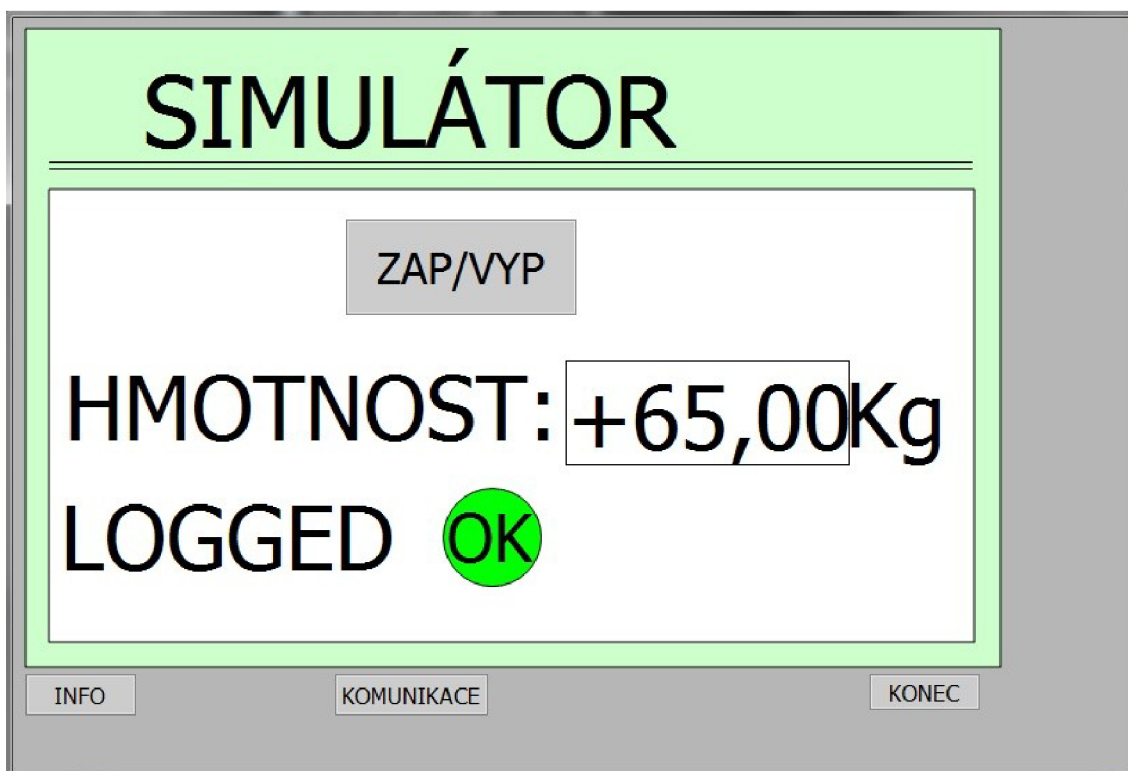 SIMULÁTOR
ZAP/VYP
HMOTNOST: +65,00Kg
LOGGED OK
INFO KOMUNIKACE KONEC